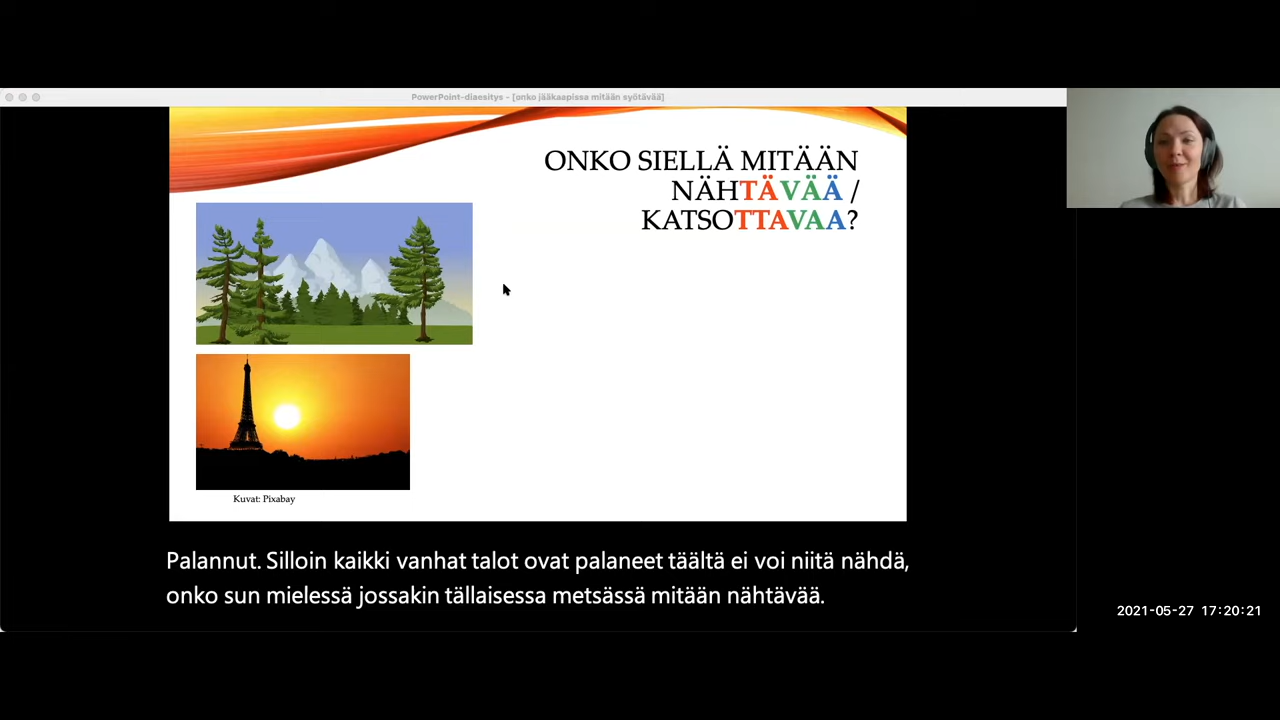 PowerPoint-diaesitys - [onko jääkaapissa mitään syötävää]
ONKO SIELLÄ MITÄÄN
NÄHTÄVÄÄ /
KATSOTTAVAA?
Kuvat: Pixabay
Palannut. Silloin kaikki vanhat talot ovat palaneet täältä ei voi niitä nähdä,
onko sun mielessä jossakin tällaisessa metsässä mitään nähtävää.
2021-05-27 17:20:21